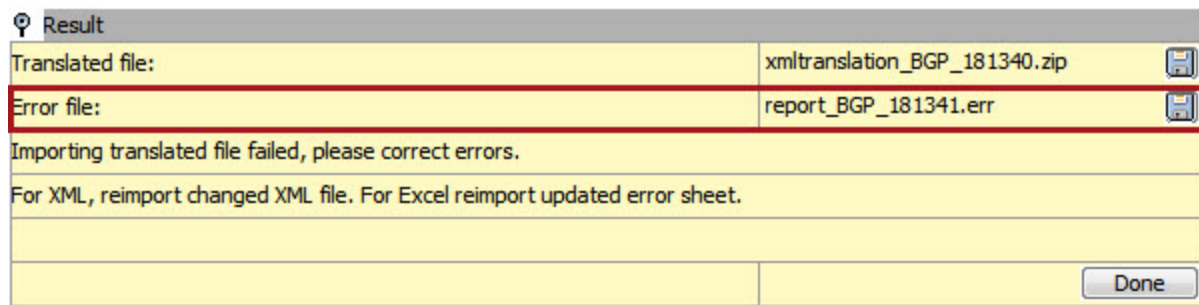 Result
Translated file: xmltranslation_BGP_181340.zip
Error file: report_BGP_181341.err
Importing translated file failed, please correct errors.
For XML, reimport changed XML file. For Excel reimport updated error sheet.
Done